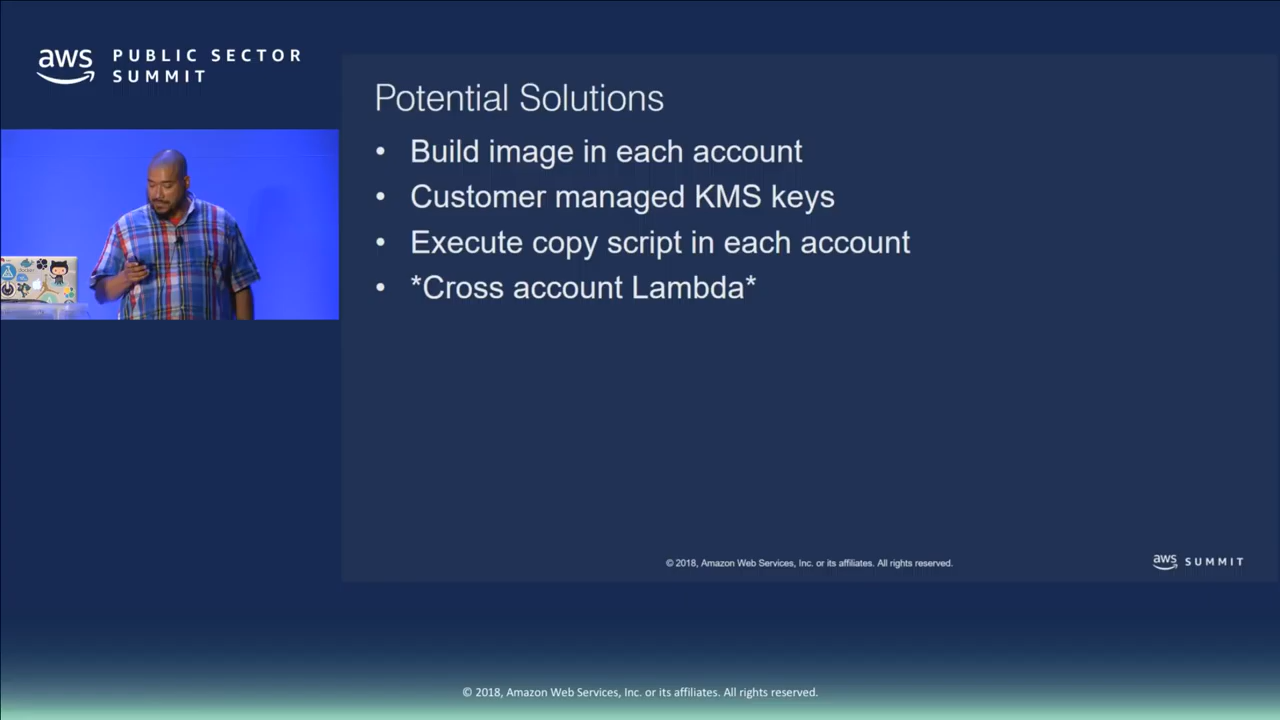 aws PUBLIC SECTOR
SUMMIT
Potential Solutions
• Build image in each account
• Customer managed KMS keys
• Execute copy script in each account
• *Cross account Lambda*
© 2018, Amazon Web Services, Inc. or its affiliates. All rights reserved.
aws SUMMIT
© 2018, Amazon Web Services, Inc. or its affiliates. All rights reserved.